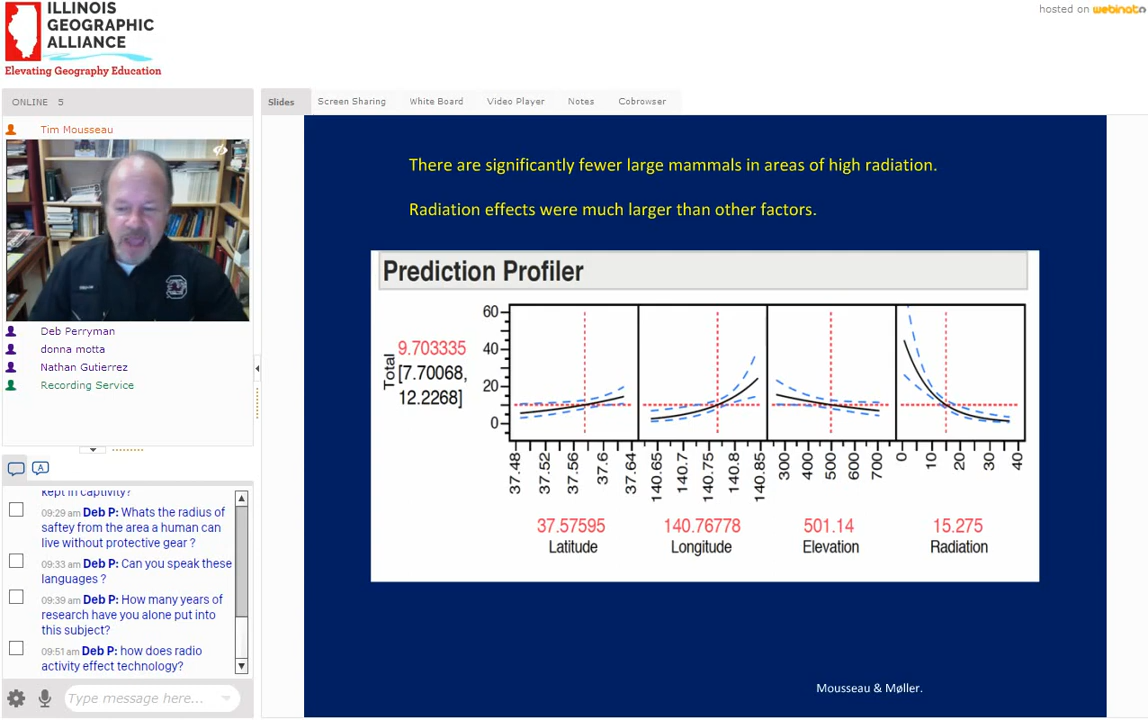 ILLINOIS
GEOGRAPHIC
ALLIANCE
Elevating Geography Education
hosted on webinato
ONLINE 5
Tim Mousseau
Deb Perryman
donna motta
Nathan Gutierrez
Recording Service
kept in captivity?
09:29 am Deb P: Whats the radius of
saftey from the area a human can
live without protective gear ?
09:33 am Deb P: Can you speak these
languages ?
09:39 am Deb P: How many years of
research have you alone put into
this subject?
09:51 am Deb P: how does radio
activity effect technology?
Type message here...
Slides
Screen Sharing
White Board
Video Player
Notes
Cobrowser
There are significantly fewer large mammals in areas of high radiation.
Radiation effects were much larger than other factors.
Prediction Profiler
Total
9.703335
[7.70068,
12.2268]
60
40
20
0
37.48
37.52
37.56
37.6
37.64
140.65
140.7
140.75
140.8
140.85
300
400
500
600
700
0
10
20
30
40
37.57595
Latitude
140.76778
Longitude
501.14
Elevation
15.275
Radiation
Mousseau & Møller.